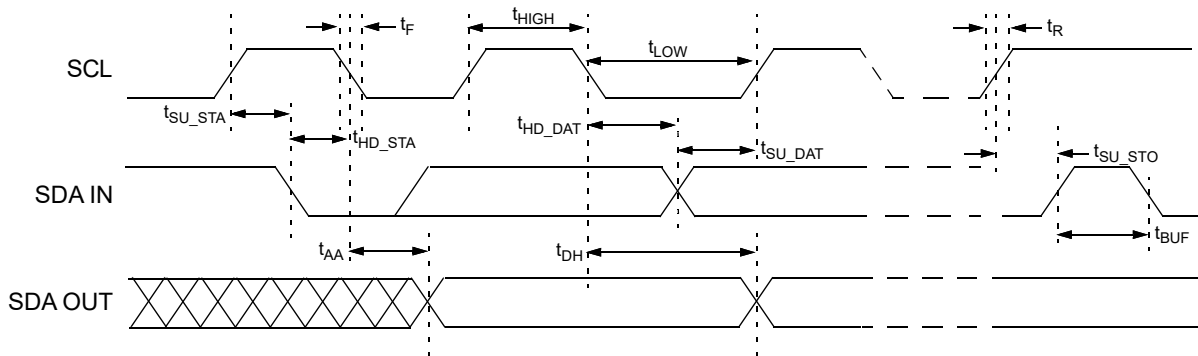 tF
tHIGH
tR
SCL
tLOW
tSU_STA
tHD_STA
tHD_DAT
tSU_DAT
tSU_STO
SDA IN
tAA
tDH
tBUF
SDA OUT